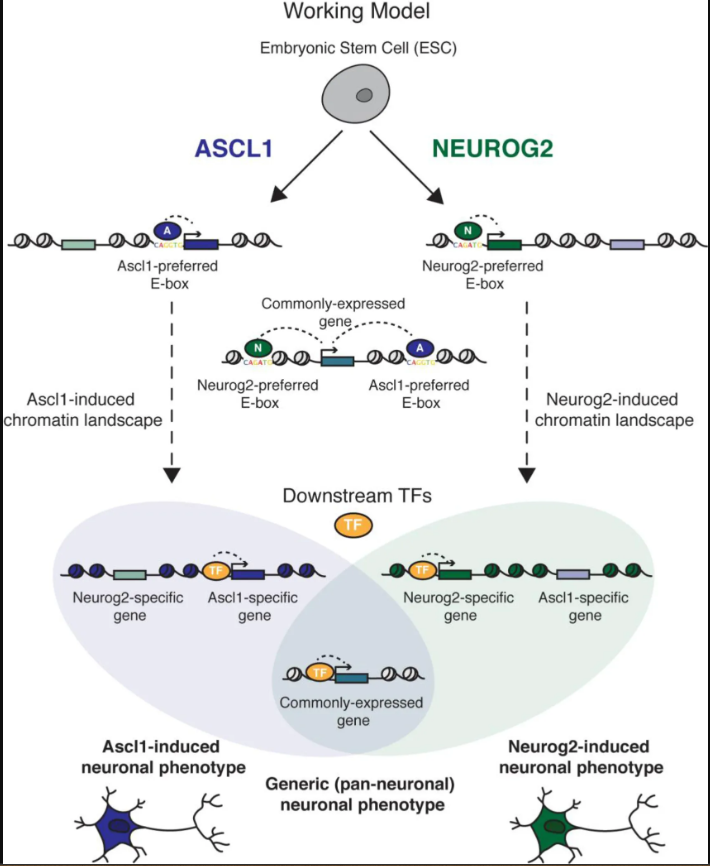 Working Model
Embryonic Stem Cell (ESC)
ASCL1
NEUROG2
A
CAGCTG
Ascl1-preferred
E-box
N
CAGATG
Neurog2-preferred
E-box
Commonly-expressed
gene
N
CAGATG
Neurog2-preferred
E-box
A
CAGCTG
Ascl1-preferred
E-box
Ascl1-induced
chromatin landscape
Neurog2-induced
chromatin landscape
Downstream TFs
TF
TF
Neurog2-specific
gene
Ascl1-specific
gene
TF
Neurog2-specific
gene
Ascl1-specific
gene
TF
Commonly-expressed
gene
Ascl1-induced
neuronal phenotype
Generic (pan-neuronal)
neuronal phenotype
Neurog2-induced
neuronal phenotype